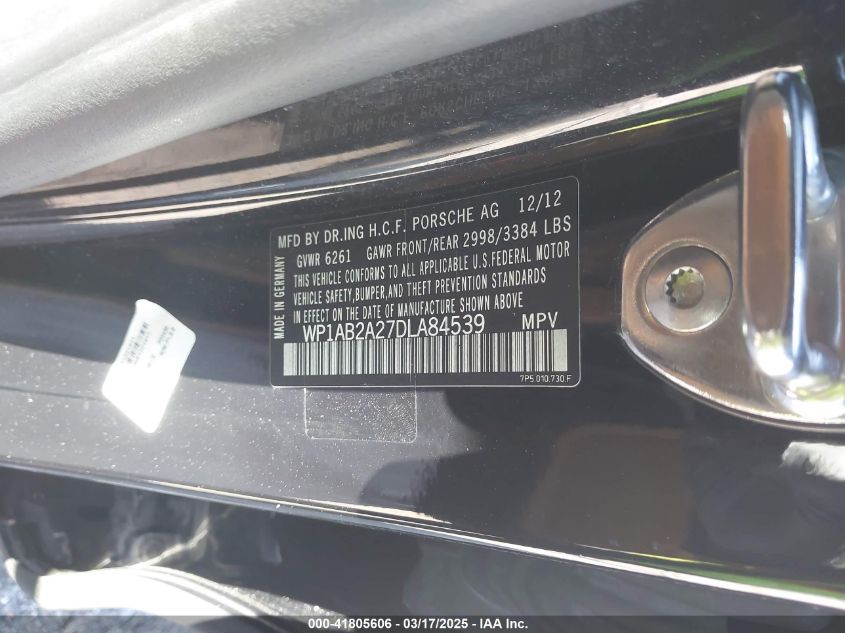 MFD BY DR.ING H.C.F. PORSCHE AG 12/12
GVWR 6261 GAWR FRONT/REAR 2998/3384 LBS
THIS VEHICLE CONFORMS TO ALL APPLICABLE U.S.FEDERAL MOTOR
VEHICLE SAFETY,BUMPER,AND THEFT PREVENTION STANDARDS
IN EFFECT ON THE DATE OF MANUFACTURE SHOWN ABOVE
WP1AB2A27DLA84539 MPV
7P5.010.730.F
MADE IN GERMANY
000-41805606 - 03/17/2025 - IAA Inc.